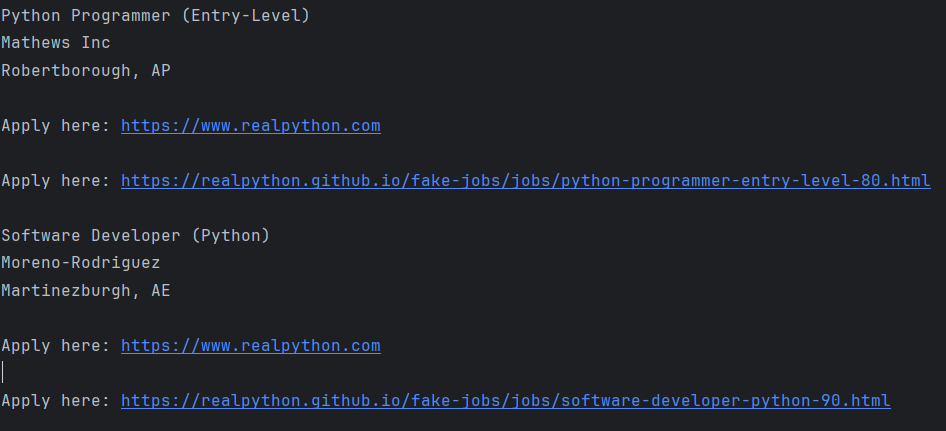 Python Programmer (Entry-Level)
Mathews Inc
Robertborough, AP
Apply here: https://www.realpython.com
Apply here: https://realpython.github.io/fake-jobs/jobs/python-programmer-entry-level-80.html
Software Developer (Python)
Moreno-Rodriguez
Martinezburgh, AE
Apply here: https://www.realpython.com
Apply here: https://realpython.github.io/fake-jobs/jobs/software-developer-python-90.html